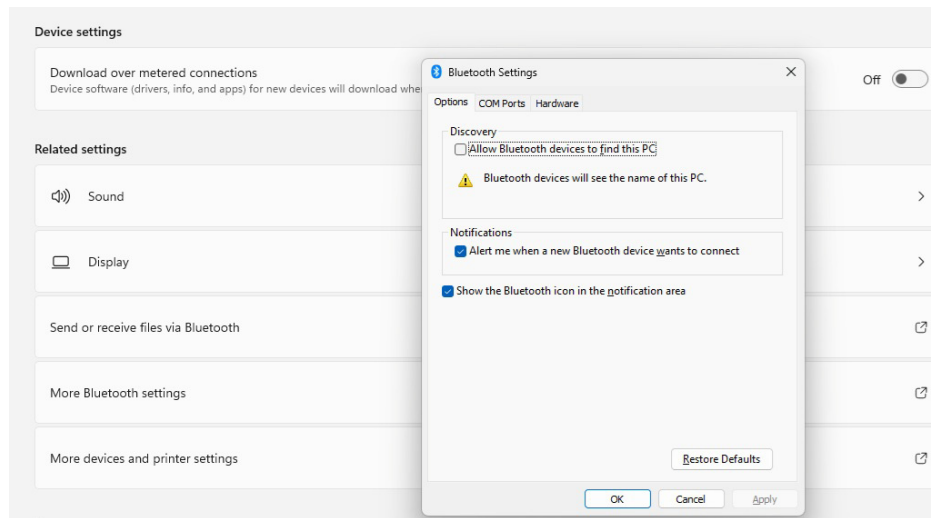 Device settings
Download over metered connections
Device software (drivers, info, and apps) for new devices will download whe
Off
Related settings
Sound
Display
Send or receive files via Bluetooth
More Bluetooth settings
More devices and printer settings
Bluetooth Settings
Options COM Ports Hardware
Discovery
Allow Bluetooth devices to find this PC
Bluetooth devices will see the name of this PC.
Notifications
Alert me when a new Bluetooth device wants to connect
Show the Bluetooth icon in the notification area
Restore Defaults
OK Cancel Apply